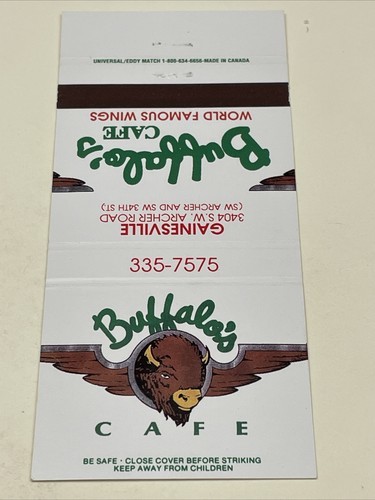 UNIVERSAL/EDDY MATCH 1-800-634-6656-MADE IN CANADA
WORLD FAMOUS WINGS
CAFE
Buffalo's
(SW ARCHER AND SW 34TH ST.)
3404 S.W. ARCHER ROAD
GAINESVILLE
335-7575
Buffalo's
CAFE
BE SAFE - CLOSE COVER BEFORE STRIKING
KEEP AWAY FROM CHILDREN